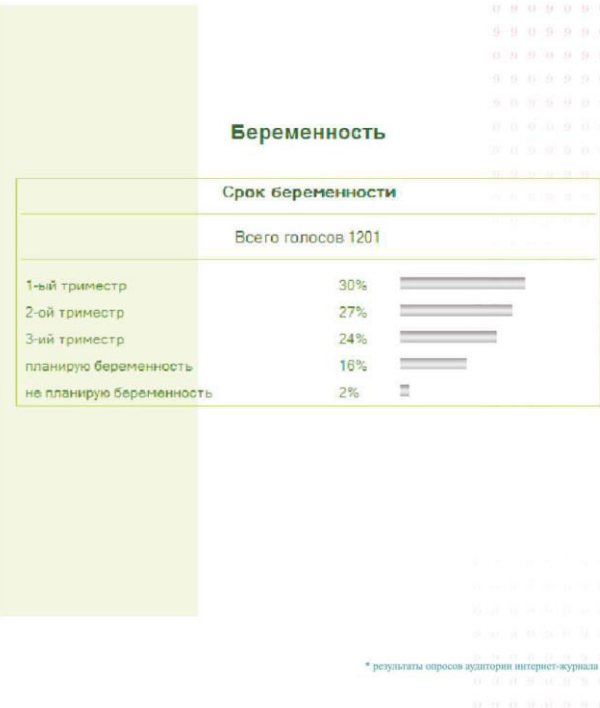 Беременность
Срок беременности
Всего голосов 1201
1-ый триместр 30%
2-ой триместр 27%
3-ий триместр 24%
планирую беременность 16%
не планирую беременность 2%
* результаты опросов аудитории интернет-журнала